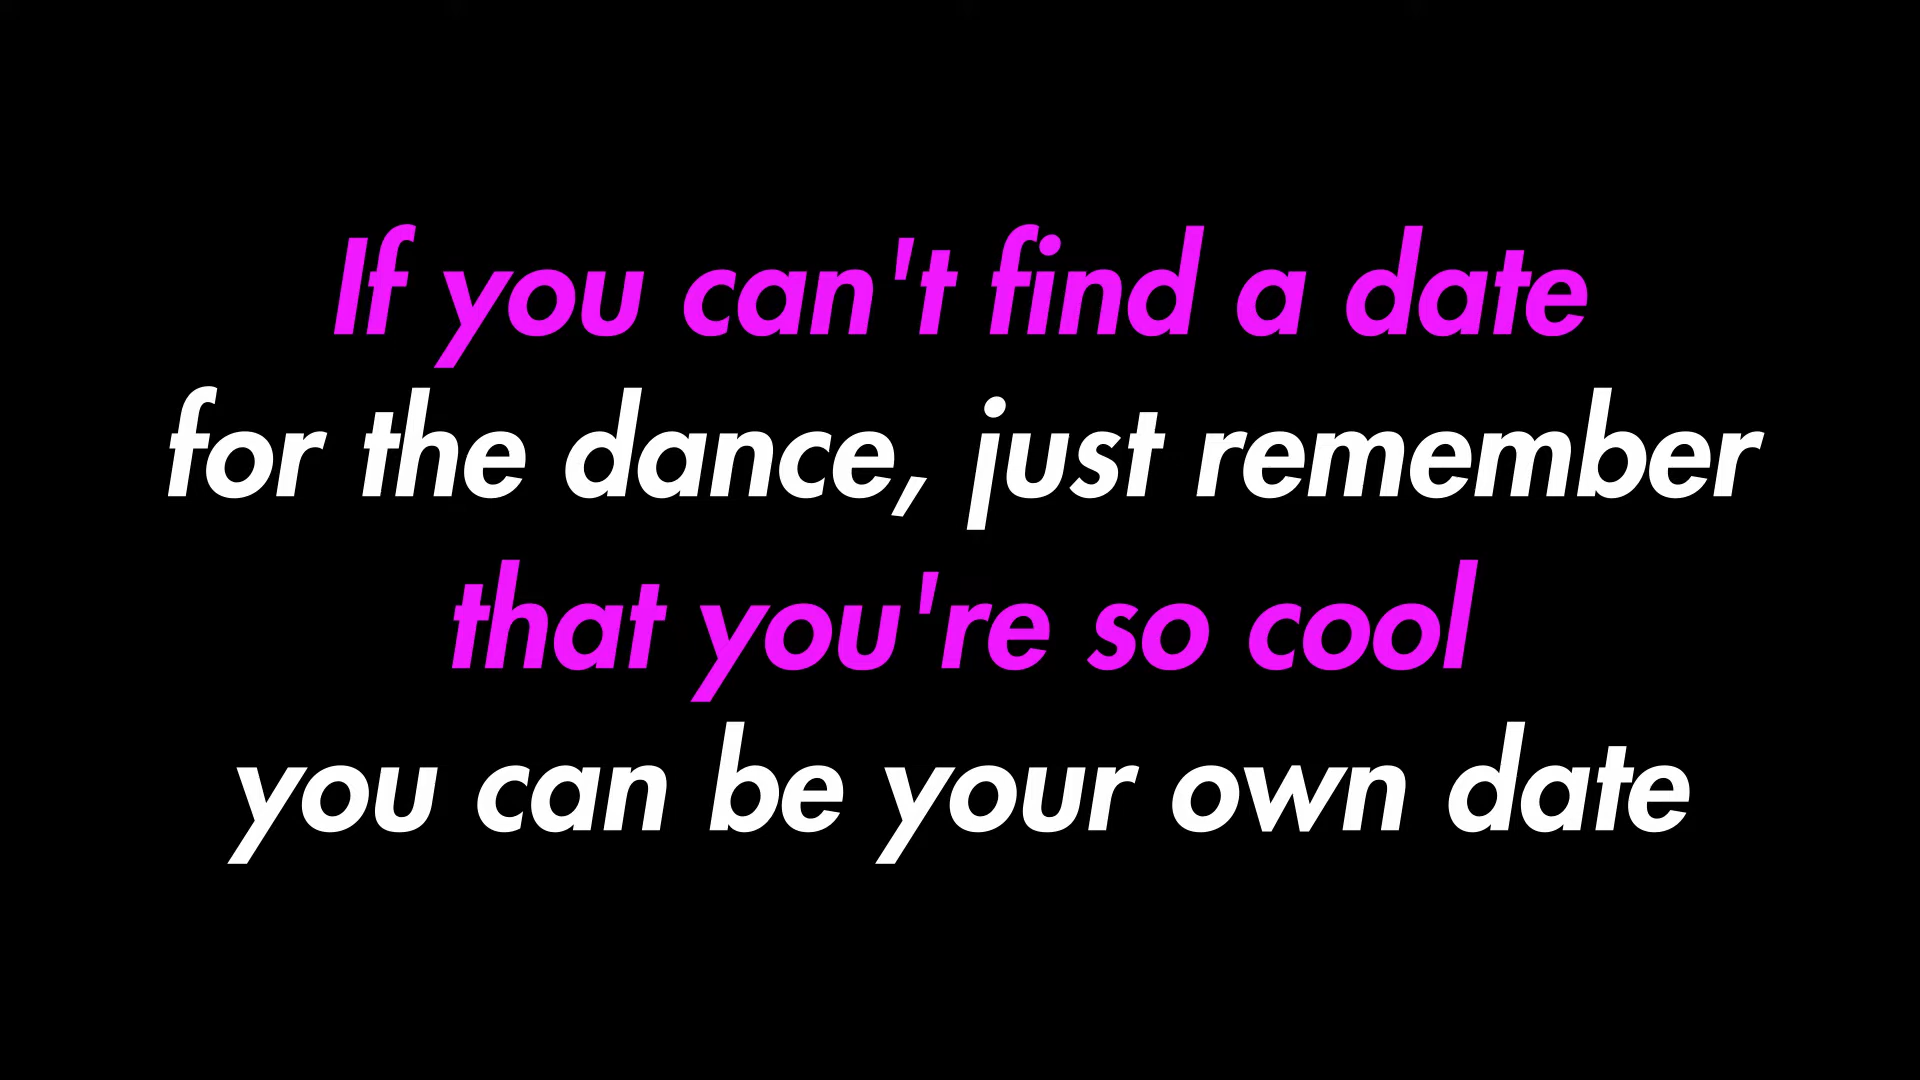 If you can't find a date
for the dance, just remember
that you're so cool
you can be your own date